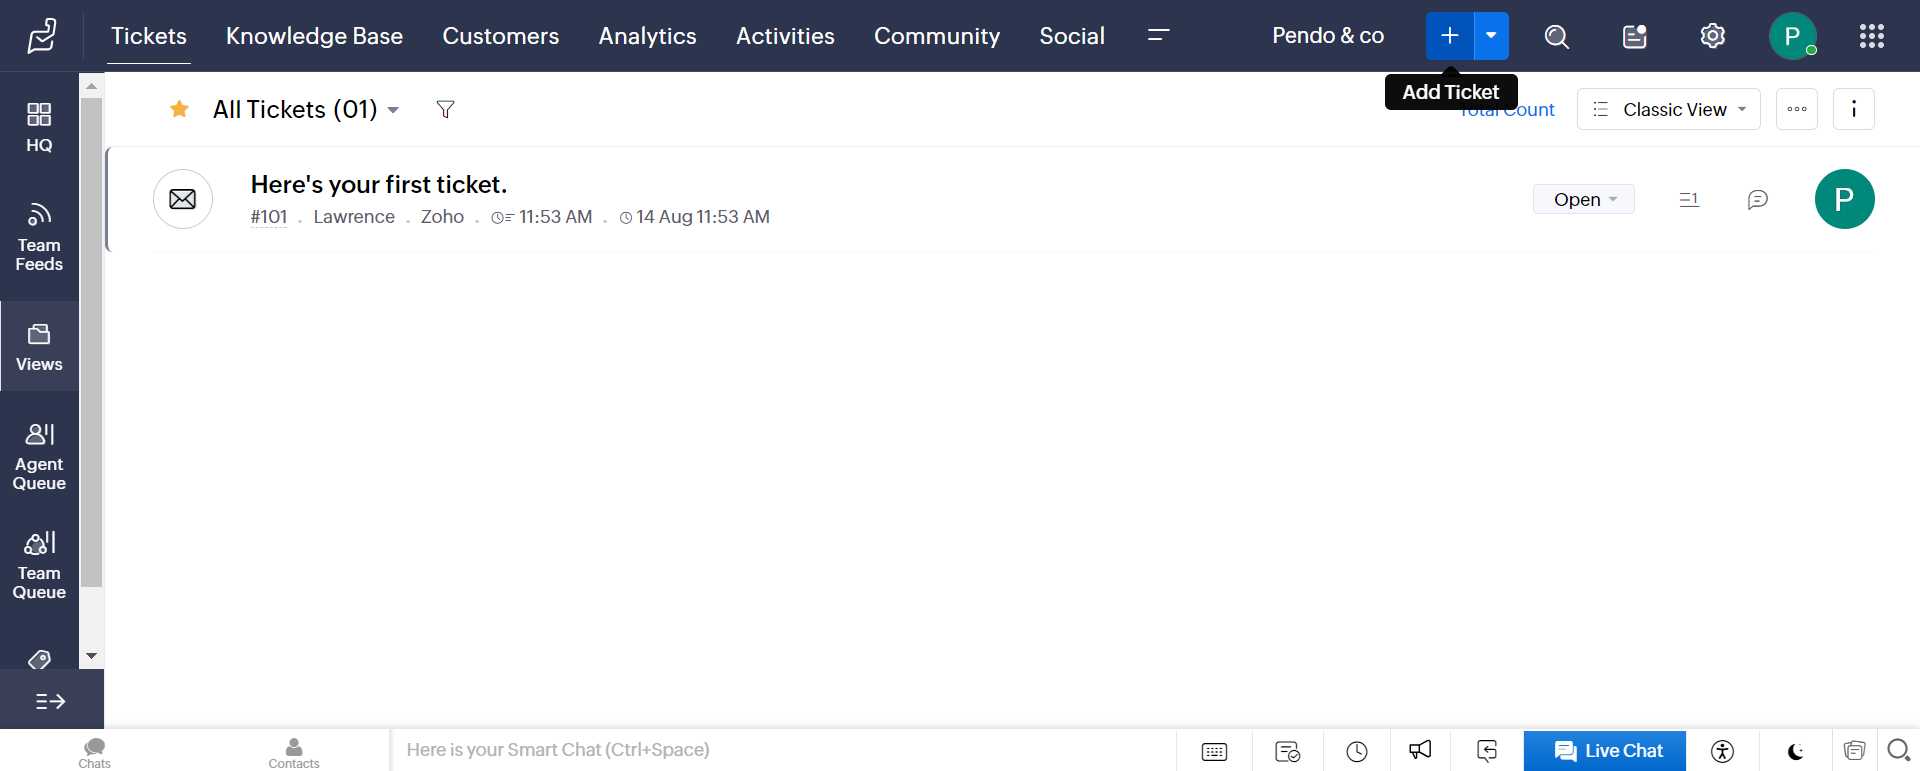 Tickets Knowledge Base Customers Analytics Activities Community Social Pendo & co P
Add Ticket
HQ
Team
Feeds
Views
Agent
Queue
Team
Queue
All Tickets (01)
Total Count Classic View
Here's your first ticket.
#101 . Lawrence . Zoho . 11:53 AM . 14 Aug 11:53 AM
Open 1 P
Chats Contacts Here is your Smart Chat (Ctrl+Space) Live Chat